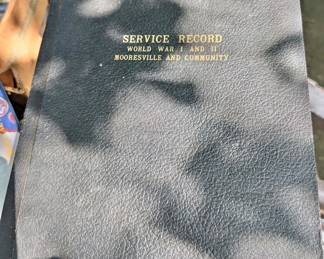 SERVICE RECORD
WORLD WAR I AND II
MOORESVILLE AND COMMUNITY